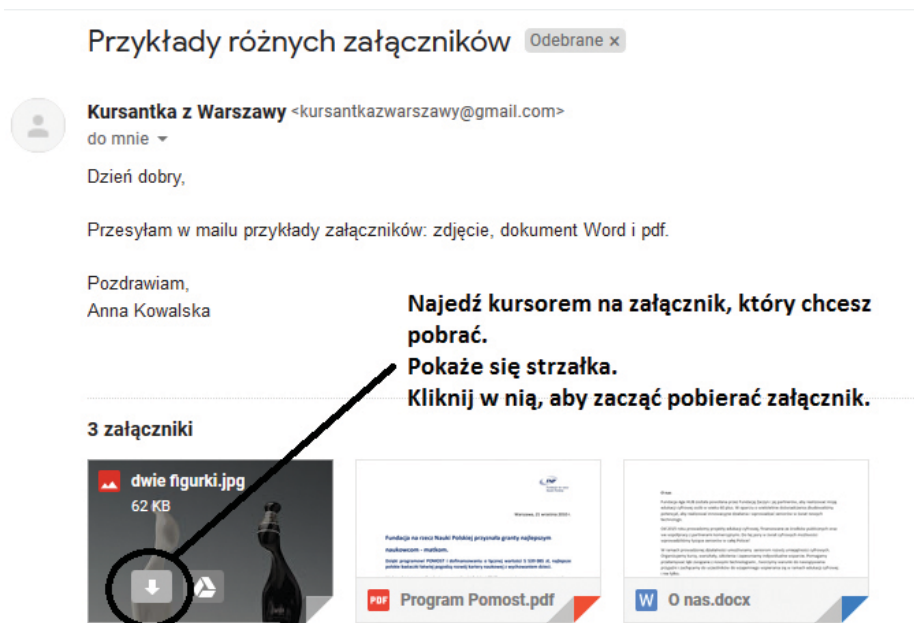 Przykłady różnych załączników Odebrane x
Kursantka z Warszawy <kursantkazwarszawy@gmail.com>
do mnie
Dzień dobry,
Przesyłam w mailu przykłady załączników: zdjęcie, dokument Word i pdf.
Pozdrawiam,
Anna Kowalska
Najedź kursorem na załącznik, który chcesz
pobrać.
Pokaże się strzałka.
Kliknij w nią, aby zacząć pobierać załącznik.
3 załączniki
dwie figurki.jpg
62 KB
Warszawa, 21 września 2010 r.
Fundacja na rzecz Nauki Polskiej przyznała granty najlepszym
naukowcom - matkom.
PDF Program Pomost.pdf
O nas
W O nas.docx